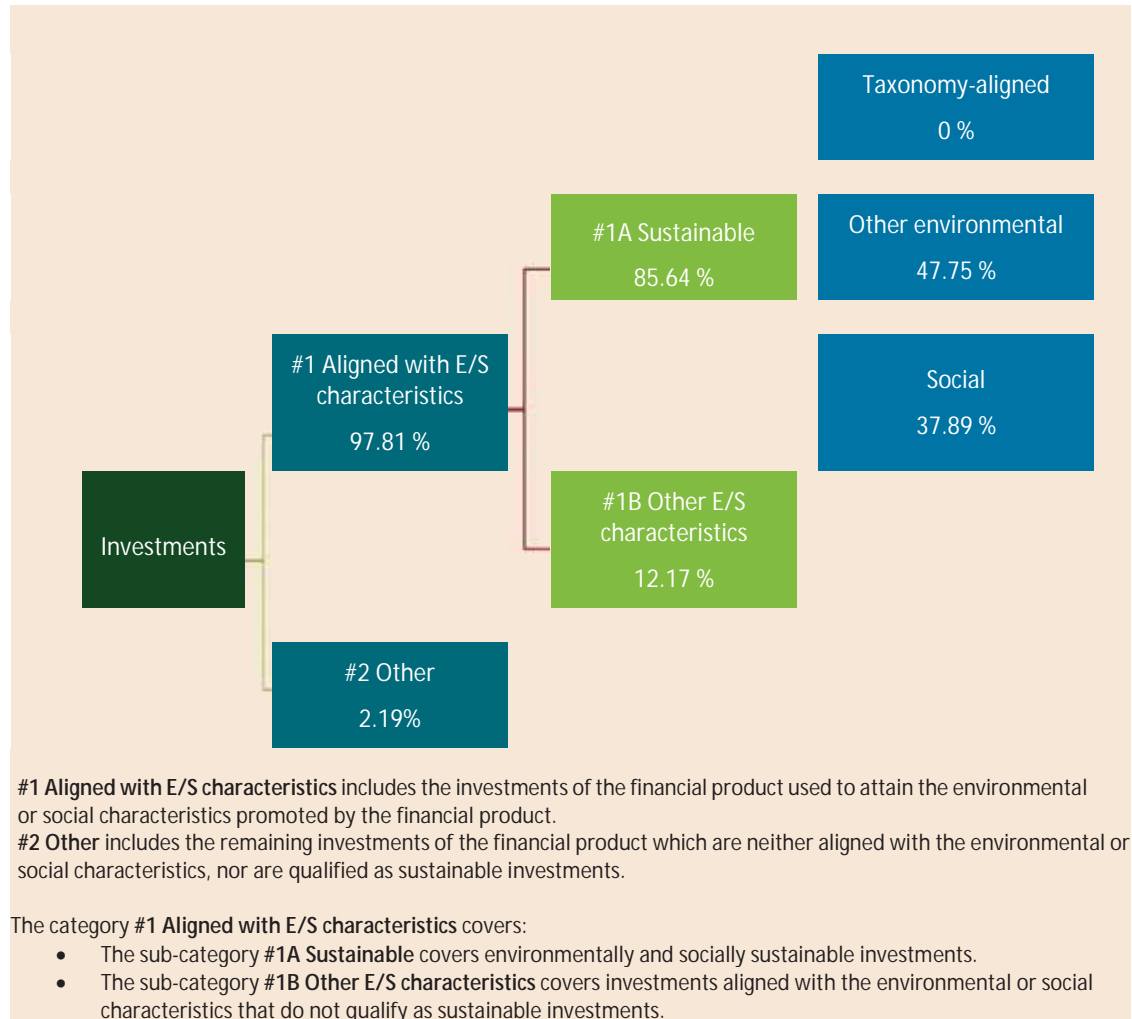 Taxonomy-aligned
0 %
#1A Sustainable
85.64 %
Other environmental
47.75 %
#1 Aligned with E/S
characteristics
97.81 %
Social
37.89 %
Investments
#1B Other E/S
characteristics
12.17 %
#2 Other
2.19%
#1 Aligned with E/S characteristics includes the investments of the financial product used to attain the environmental
or social characteristics promoted by the financial product.
#2 Other includes the remaining investments of the financial product which are neither aligned with the environmental or
social characteristics, nor are qualified as sustainable investments.
The category #1 Aligned with E/S characteristics covers:
• The sub-category #1A Sustainable covers environmentally and socially sustainable investments.
• The sub-category #1B Other E/S characteristics covers investments aligned with the environmental or social
characteristics that do not qualify as sustainable investments.